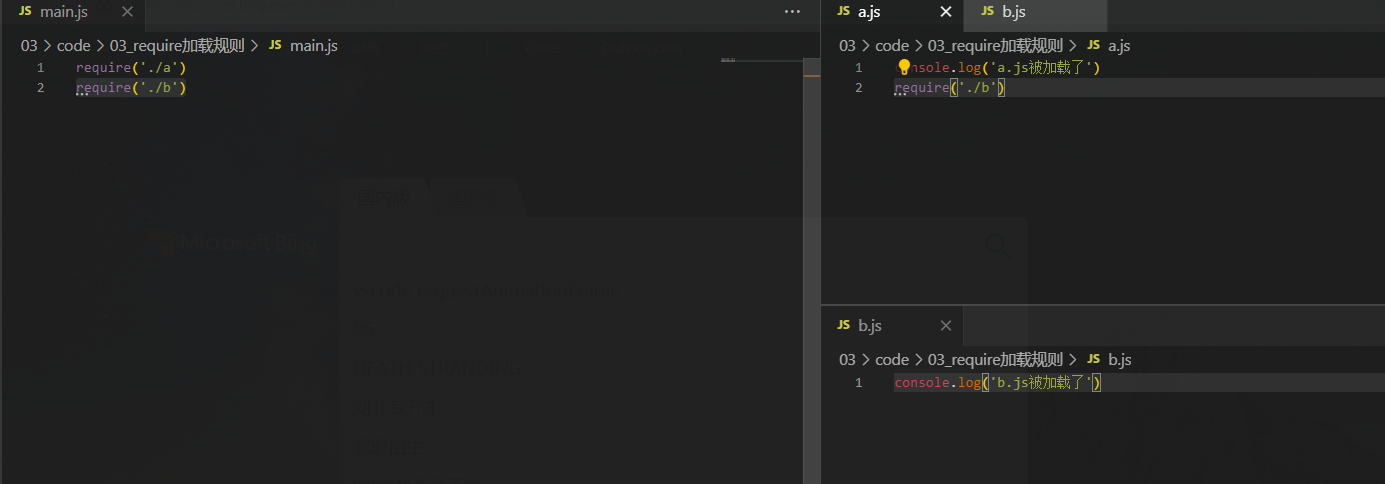 JS main.js × ···
03 > code > 03_require加载规则 > JS main.js
1 require('./a')
2 require('./b')
JS a.js × JS b.js
03 > code > 03_require加载规则 > JS a.js
1 console.log('a.js被加载了')
2 require('./b')
JS b.js ×
03 > code > 03_require加载规则 > JS b.js
1 console.log('b.js被加载了')
Microsoft Bing